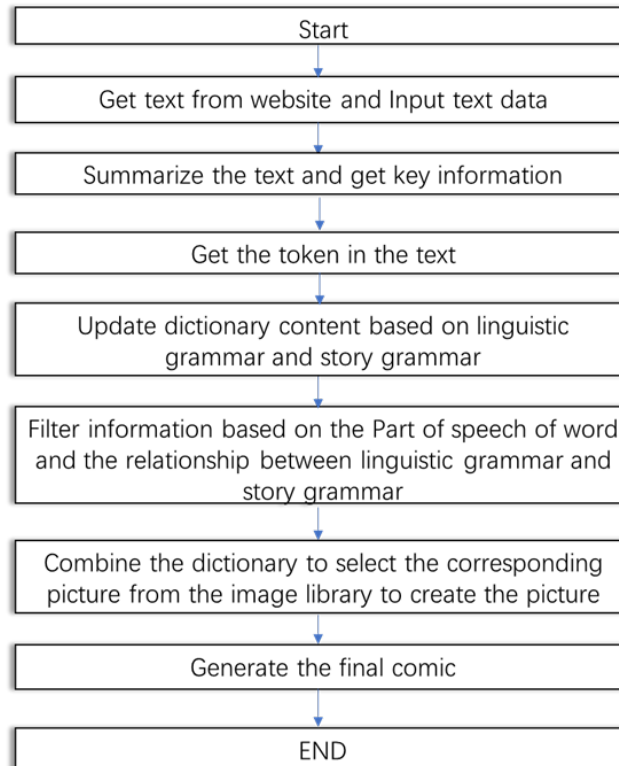 Start
Get text from website and Input text data
Summarize the text and get key information
Get the token in the text
Update dictionary content based on linguistic
grammar and story grammar
Filter information based on the Part of speech of word
and the relationship between linguistic grammar and
story grammar
Combine the dictionary to select the corresponding
picture from the image library to create the picture
Generate the final comic
END